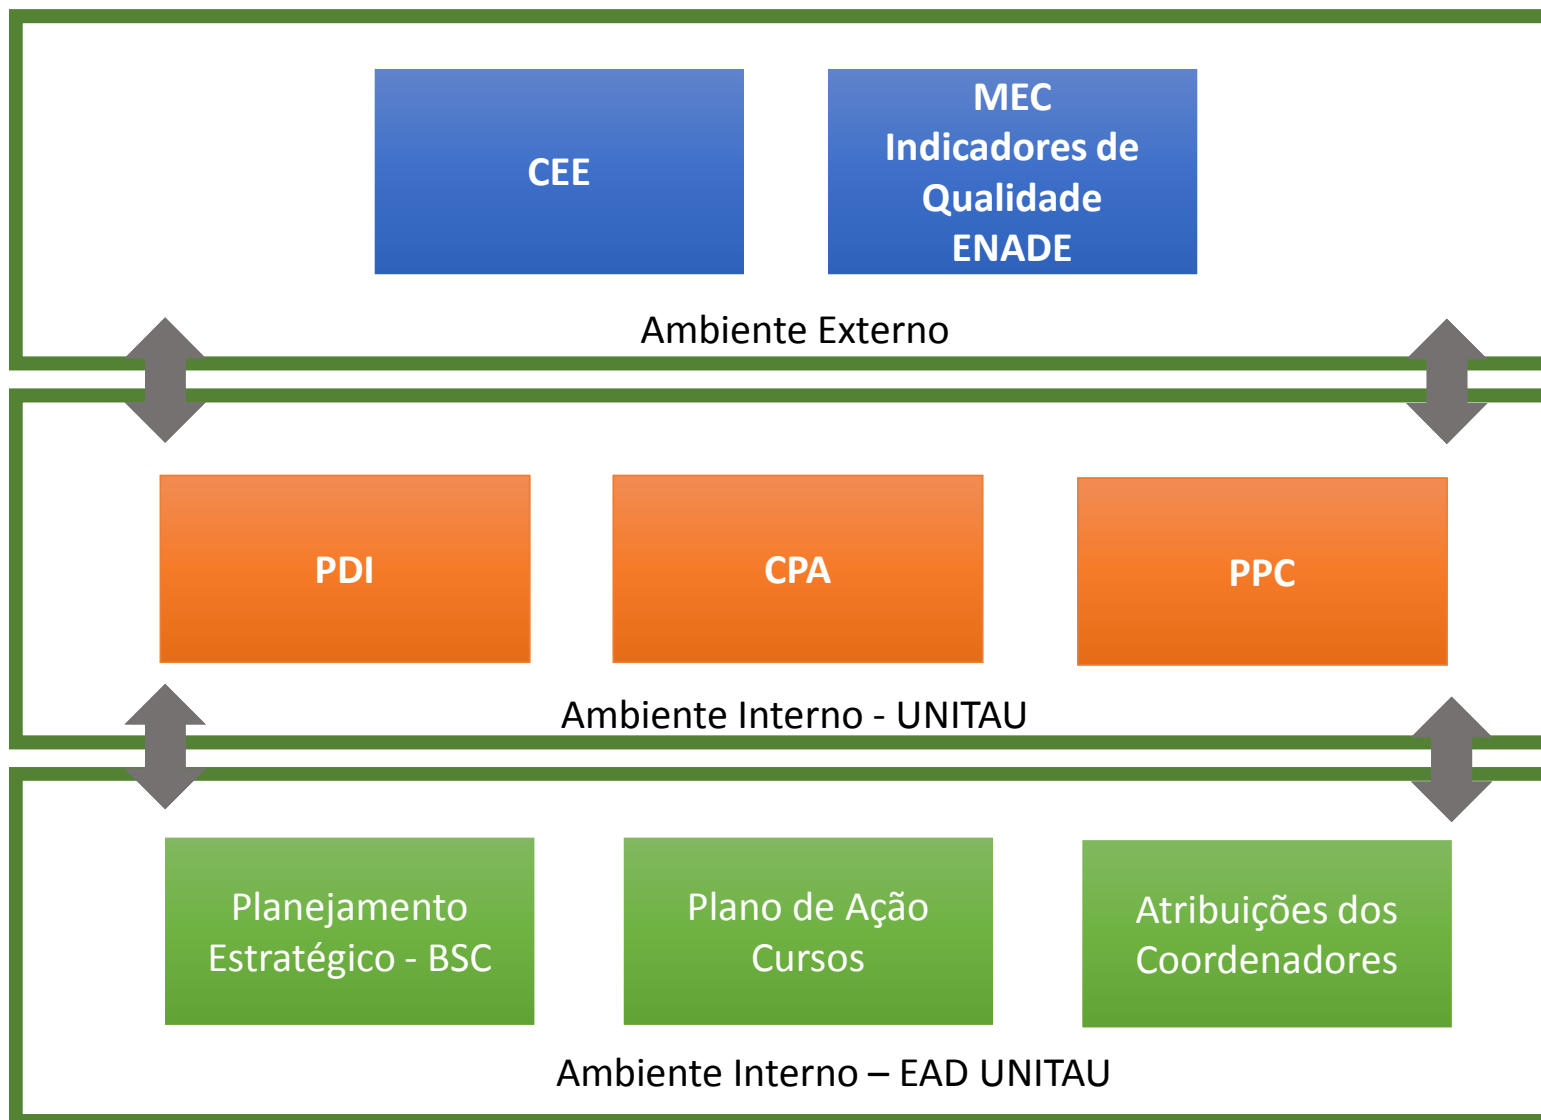 CEE
MEC
Indicadores de
Qualidade
ENADE
Ambiente Externo
PDI
CPA
PPC
Ambiente Interno - UNITAU
Planejamento
Estratégico - BSC
Plano de Ação
Cursos
Atribuições dos
Coordenadores
Ambiente Interno – EAD UNITAU